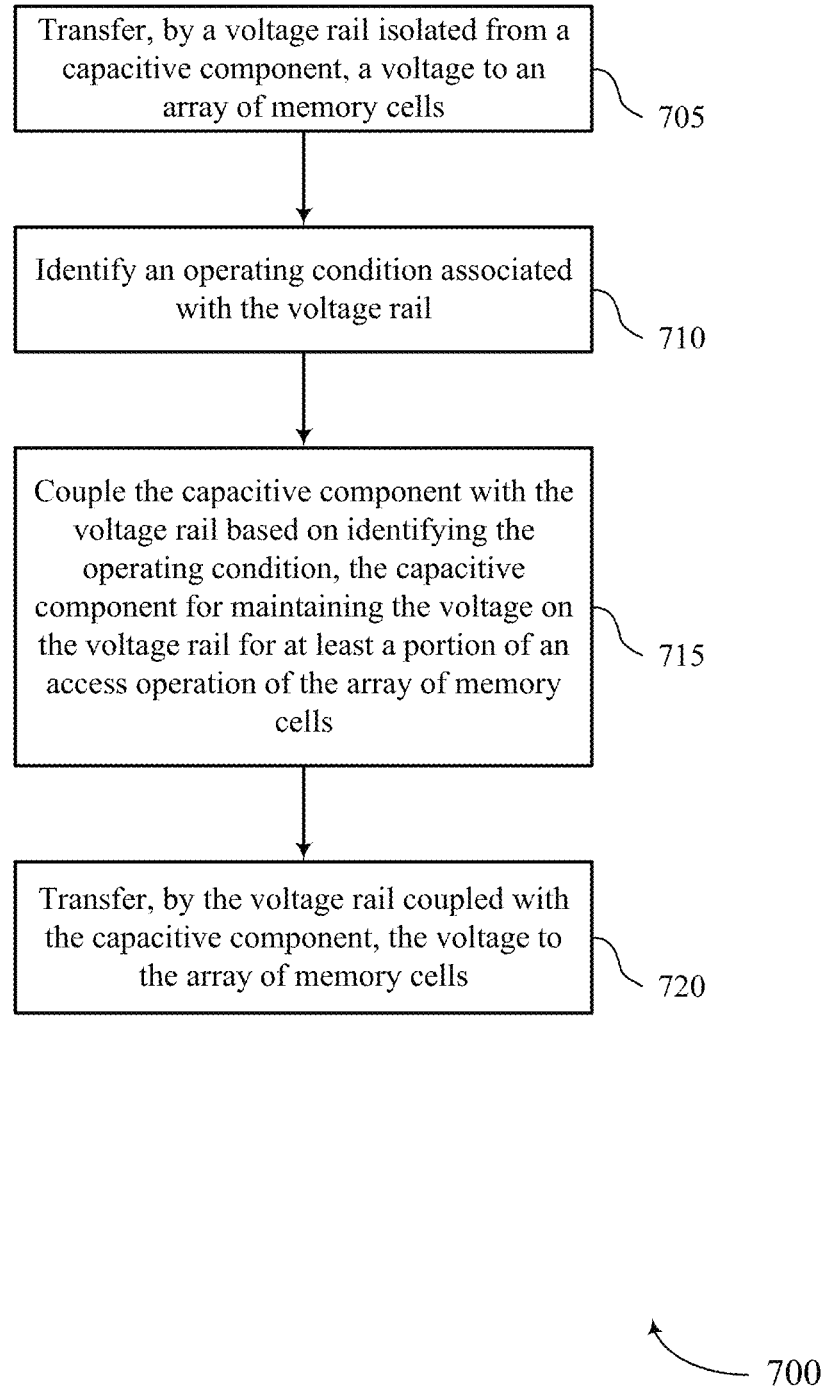 Transfer, by a voltage rail isolated from a
capacitive component, a voltage to an
array of memory cells
705
Identify an operating condition associated
with the voltage rail
710
Couple the capacitive component with the
voltage rail based on identifying the
operating condition, the capacitive
component for maintaining the voltage on
the voltage rail for at least a portion of an
access operation of the array of memory
cells
715
Transfer, by the voltage rail coupled with
the capacitive component, the voltage to
the array of memory cells
720
700